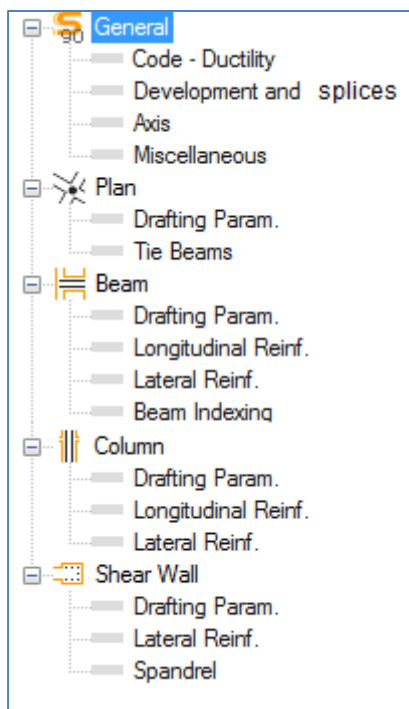 S
90 General
Code - Ductility
Development and splices
Axis
Miscellaneous
Plan
Drafting Param.
Tie Beams
Beam
Drafting Param.
Longitudinal Reinf.
Lateral Reinf.
Beam Indexing
Column
Drafting Param.
Longitudinal Reinf.
Lateral Reinf.
Shear Wall
Drafting Param.
Lateral Reinf.
Spandrel